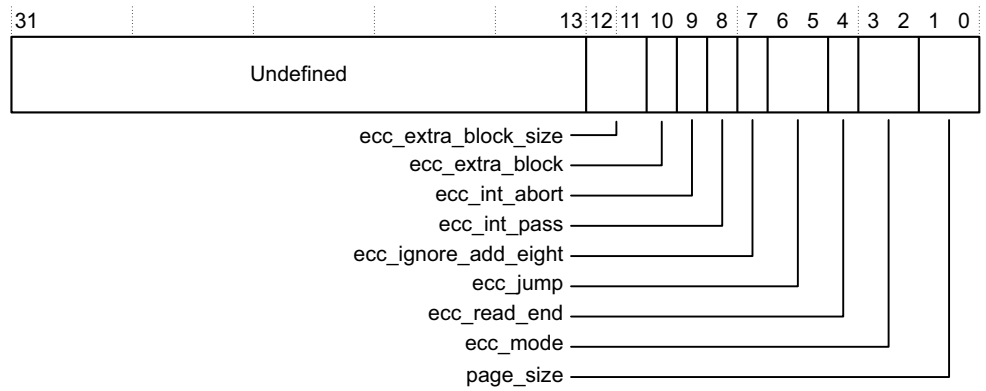 31 13 12 11 10 9 8 7 6 5 4 3 2 1 0
Undefined
ecc_extra_block_size
ecc_extra_block
ecc_int_abort
ecc_int_pass
ecc_ignore_add_eight
ecc_jump
ecc_read_end
ecc_mode
page_size